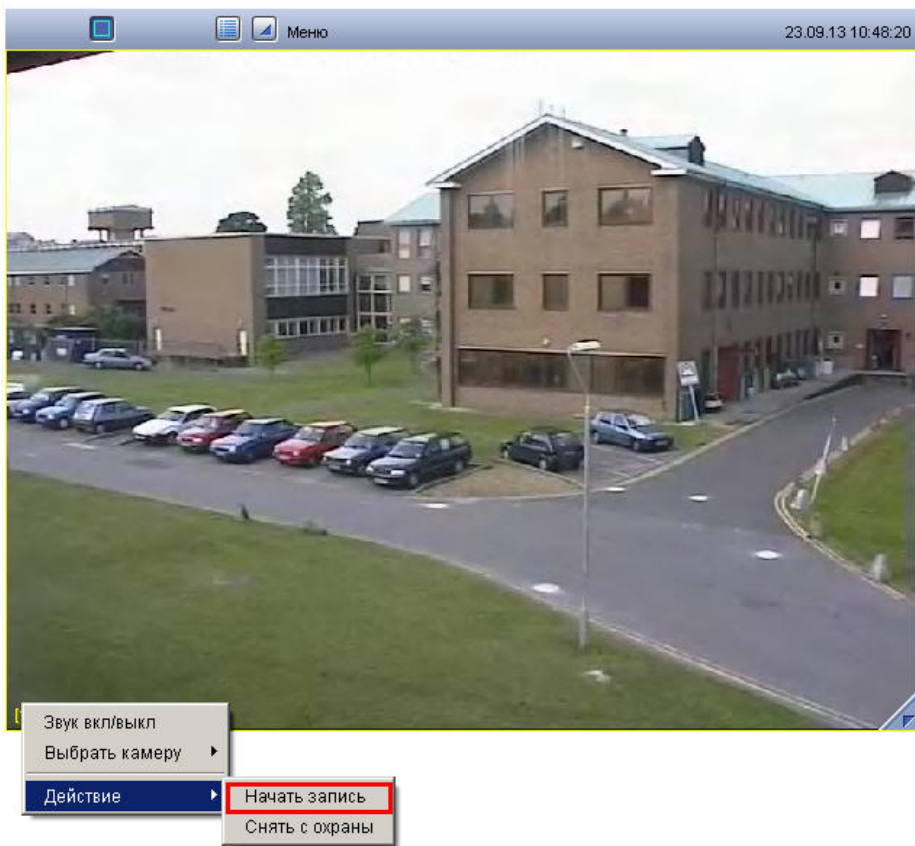 Меню
23.09.13 10:48:20
Звук вкл/выкл
Выбрать камеру
Действие
Начать запись
Снять с охраны